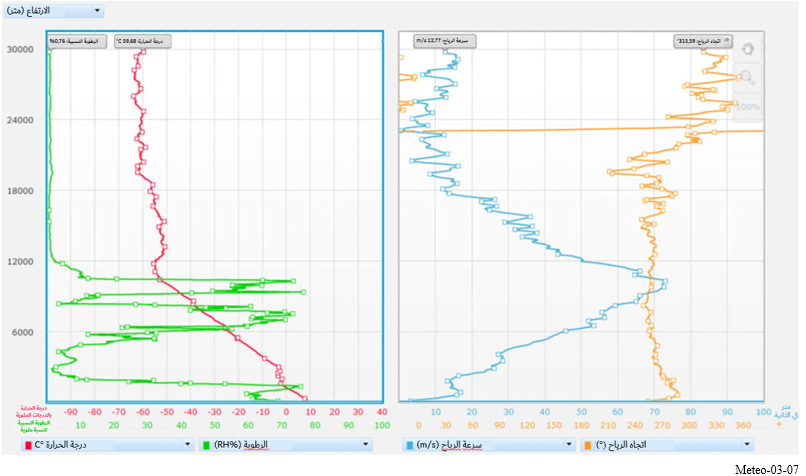 الارتفاع (متر)
الرطوبة النسبية: 0,76%
درجة الحرارة: 59,68- °C
سرعة الرياح: 12,77 m/s
اتجاه الرياح: 313,59°
100%
30000
24000
18000
12000
6000
درجة الحرارة
بالدرجات المئوية
-90 -80 -70 -60 -50 -40 -30 -20 -10 0 10 20 30 40
الرطوبة النسبية
كنسبة مئوية
10 20 30 40 50 60 70 80 90 100
10 20 30 40 50 60 70 80 90 100
متر
في الثانية
0 30 60 90 120 150 180 210 240 270 300 330 360
°
درجة الحرارة °C
الرطوبة (RH%)
سرعة الرياح (m/s)
اتجاه الرياح (°)
Meteo-03-07